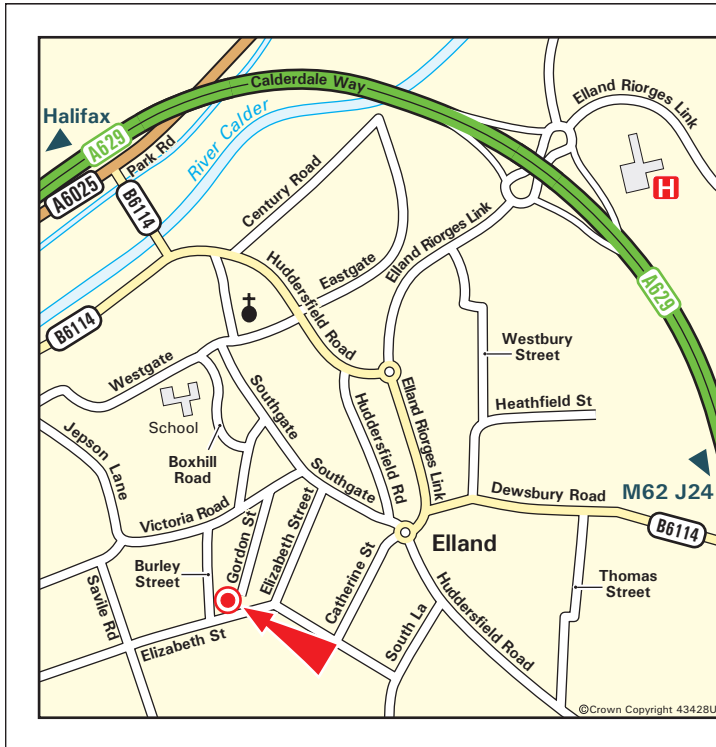 Calderdale Way
Elland Riorges Link
Halifax
A629
River Calder
Park Rd
A6025
H
B6114
Century Road
Elland Riorges Link
Eastgate
Huddersfield Road
A629
B6114
Westbury
Street
Westgate
Southgate
Elland Riorges Link
Huddersfield Rd
Heathfield St
School
Jepson Lane
Boxhill
Road
Southgate
M62 J24
Dewsbury Road
Victoria Road
B6114
Elland
Gordon St
Elizabeth Street
Burley
Street
Catherine St
Thomas
Street
Huddersfield Road
Savile Rd
South La
Elizabeth St
©Crown Copyright 43428U